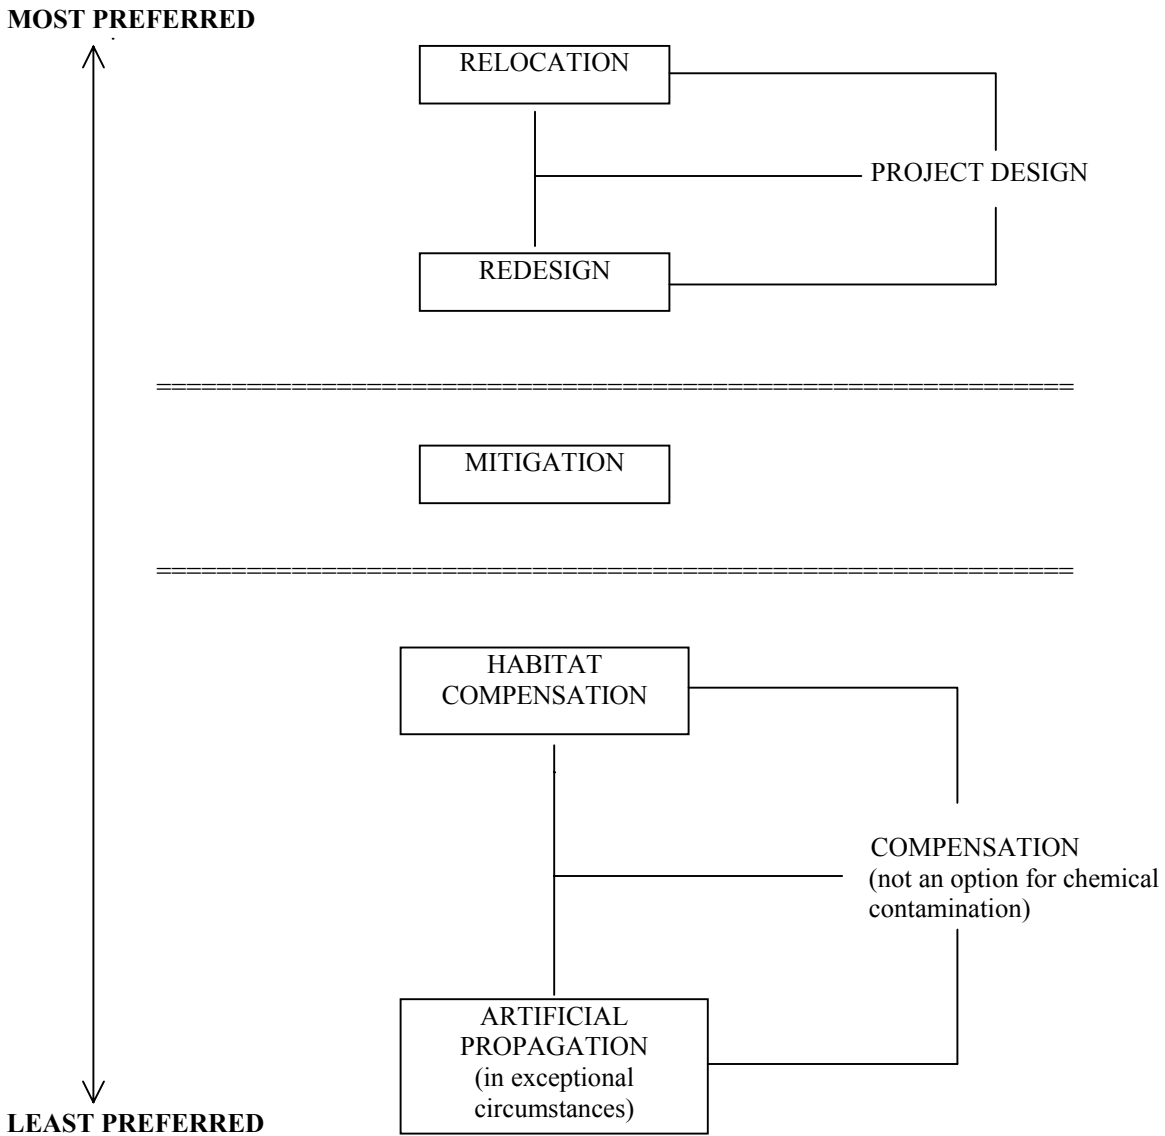 MOST PREFERRED
RELOCATION
PROJECT DESIGN
REDESIGN
MITIGATION
HABITAT
COMPENSATION
COMPENSATION
(not an option for chemical
contamination)
ARTIFICIAL
PROPAGATION
(in exceptional
circumstances)
LEAST PREFERRED